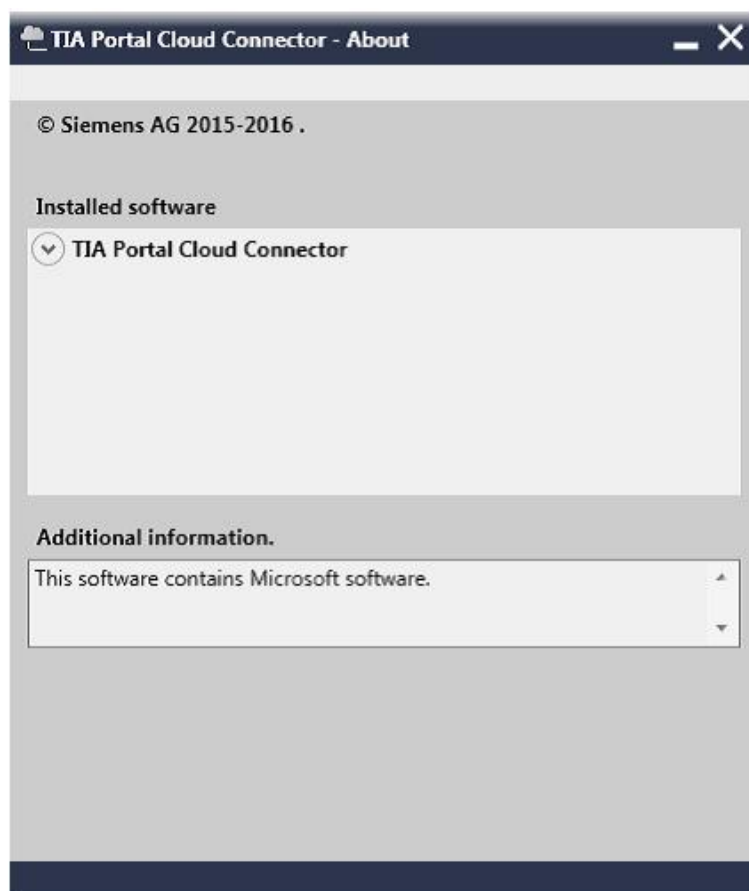 TIA Portal Cloud Connector - About
© Siemens AG 2015-2016 .
Installed software
TIA Portal Cloud Connector
Additional information.
This software contains Microsoft software.